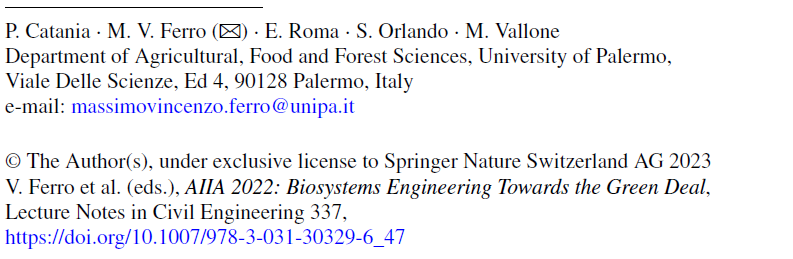 P. Catania · M. V. Ferro (✉) · E. Roma · S. Orlando · M. Vallone
Department of Agricultural, Food and Forest Sciences, University of Palermo,
Viale Delle Scienze, Ed 4, 90128 Palermo, Italy
e-mail: massimovincenzo.ferro@unipa.it
© The Author(s), under exclusive license to Springer Nature Switzerland AG 2023
V. Ferro et al. (eds.), AIIA 2022: Biosystems Engineering Towards the Green Deal,
Lecture Notes in Civil Engineering 337,
https://doi.org/10.1007/978-3-031-30329-6_47